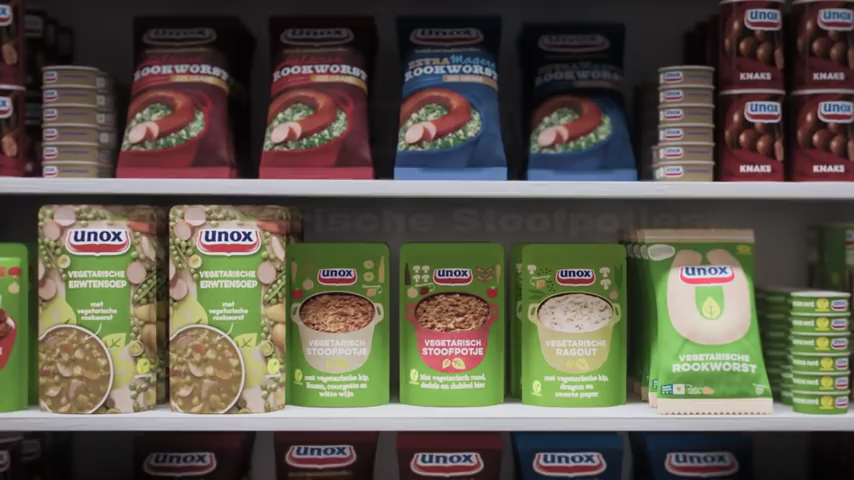 unox
unox
ROOKWORST
unox
ROOKWORST
unox
EXTRA Magere
ROOKWORST
unox
ROOKWORST
unox
KNAKS
unox
KNAKS
unox
KNAKS
unox
KNAKS
unox
VEGETARISCHE
ERWTENSOEP
met
vegetarische
rookworst
unox
VEGETARISCHE
ERWTENSOEP
met
vegetarische
rookworst
unox
VEGETARISCH
STOOFPOTJE
met vegetarische kip,
linzen, courgette en
witte wijn
unox
VEGETARISCH
STOOFPOTJE
Met vegetarisch rund,
dadels en dubbel bier
unox
VEGETARISCHE
RAGOUT
met vegetarische kip,
dragon en
zwarte peper
unox
VEGETARISCHE
ROOKWORST
unox
unox
unox
unox
unox